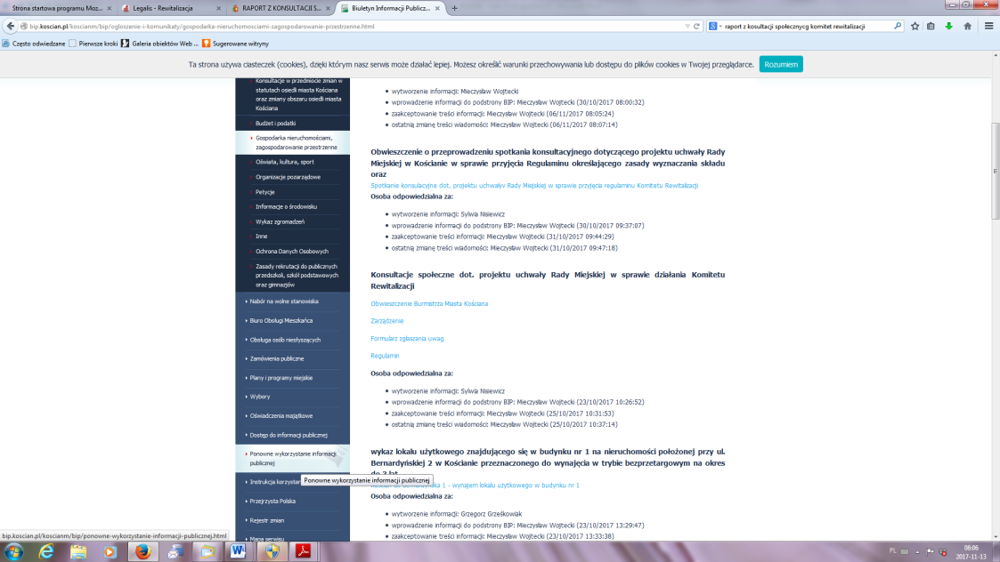 Strona startowa programu Moz...
Legalis - Rewitalizacja
RAPORT Z KONSULTACJI S...
Biuletyn Informacji Publicz...
bip.koscian.pl/koscianm/bip/ogloszenie-i-komunikaty/gospodarka-nieruchomosciami-zagospodarowanie-przestrzenne.html
raport z kosultacji społecznycg komitet rewitalizacji
Często odwiedzane
Pierwsze kroki
Galeria obiektów Web ...
Sugerowane witryny
Ta strona używa ciasteczek (cookies), dzięki którym nasz serwis może działać lepiej. Możesz określić warunki przechowywania lub dostępu do plików cookies w Twojej przeglądarce.
Rozumiem
Konsultacje w przedmiocie zmian w
statutach osiedli miasta Kościana
oraz zmiany obszaru osiedli miasta
Kościana
Budżet i podatki
Gospodarka nieruchomościami,
zagospodarowanie przestrzenne
Oświata, kultura, sport
Organizacje pozarządowe
Petycje
Informacje o środowisku
Wykaz zgromadzeń
Inne
Ochrona Danych Osobowych
Zasady rekrutacji do publicznych
przedszkoli, szkół podstawowych
oraz gimnazjów
Nabór na wolne stanowiska
Biuro Obsługi Mieszkańca
Obsługa osób niesłyszących
Zamówienia publiczne
Plany i programy miejskie
Wybory
Oświadczenia majątkowe
Dostęp do informacji publicznej
Ponowne wykorzystanie informacji
publicznej
Instrukcja korzystan
Przejrzysta Polska
Rejestr zmian
Mapa serwisu
wytworzenie informacji: Mieczysław Wojtecki
wprowadzenie informacji do podstrony BIP: Mieczysław Wojtecki (30/10/2017 08:00:32)
zaakceptowanie treści informacji: Mieczysław Wojtecki (06/11/2017 08:05:24)
ostatnią zmianę treści wiadomości: Mieczysław Wojtecki (06/11/2017 08:07:14)
Obwieszczenie o przeprowadzeniu spotkania konsultacyjnego dotyczącego projektu uchwały Rady
Miejskiej w Kościanie w sprawie przyjęcia Regulaminu określającego zasady wyznaczania składu
oraz
Spotkanie konsulacyjne dot. projektu uchwałyv Rady Miejskiej w sprawie przyjęcia regulaminu Komitetu Rewitalizacji
Osoba odpowiedzialna za:
wytworzenie informacji: Sylwia Nisiewicz
wprowadzenie informacji do podstrony BIP: Mieczysław Wojtecki (30/10/2017 09:37:07)
zaakceptowanie treści informacji: Mieczysław Wojtecki (31/10/2017 09:44:29)
ostatnią zmianę treści wiadomości: Mieczysław Wojtecki (31/10/2017 09:47:18)
Konsultacje społeczne dot. projektu uchwały Rady Miejskiej w sprawie działania Komitetu
Rewitalizacji
Obwieszczenie Burmistrza Miasta Kościana
Zarządzenie
Formularz zgłaszania uwag
Regulamin
Osoba odpowiedzialna za:
wytworzenie informacji: Sylwia Nisiewicz
wprowadzenie informacji do podstrony BIP: Mieczysław Wojtecki (23/10/2017 10:26:52)
zaakceptowanie treści informacji: Mieczysław Wojtecki (25/10/2017 10:31:53)
ostatnią zmianę treści wiadomości: Mieczysław Wojtecki (25/10/2017 10:37:14)
wykaz lokalu użytkowego znajdującego się w budynku nr 1 na nieruchomości położonej przy ul.
Bernardyńskiej 2 w Kościanie przeznaczonego do wynajęcia w trybie bezprzetargowym na okres
do 3 lat
1 - wynajem lokalu użytkowego w budynku nr 1
Ponowne wykorzystanie informacji publicznej
Osoba odpowiedzialna za:
wytworzenie informacji: Grzegorz Grześkowiak
wprowadzenie informacji do podstrony BIP: Mieczysław Wojtecki (23/10/2017 13:29:47)
zaakceptowanie treści informacji: Mieczysław Wojtecki (23/10/2017 13:33:38)
bip.koscian.pl/koscianm/bip/ponowne-wykorzystanie-informacji-publicznej.html
PL
08:06
2017-11-13